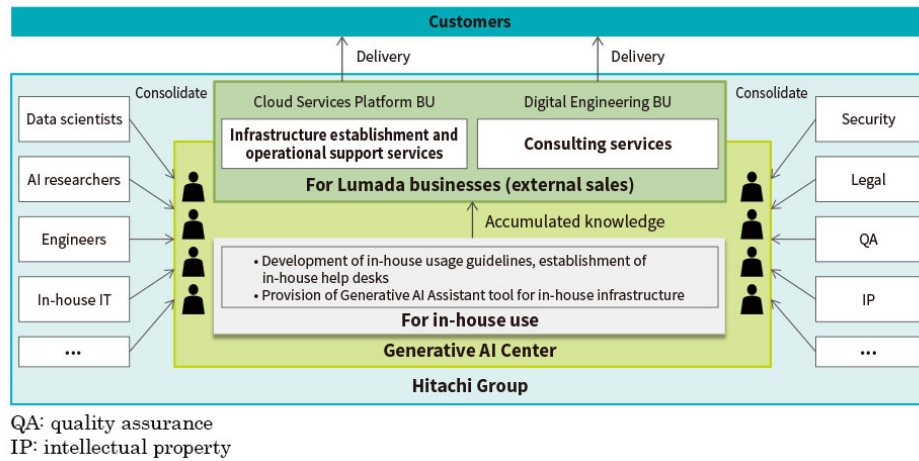 Customers
Delivery
Delivery
Consolidate
Consolidate
Cloud Services Platform BU
Digital Engineering BU
Data scientists
AI researchers
Engineers
In-house IT
...
Infrastructure establishment and
operational support services
Consulting services
For Lumada businesses (external sales)
Accumulated knowledge
• Development of in-house usage guidelines, establishment of
in-house help desks
• Provision of Generative AI Assistant tool for in-house infrastructure
For in-house use
Generative AI Center
Security
Legal
QA
IP
...
Hitachi Group
QA: quality assurance
IP: intellectual property